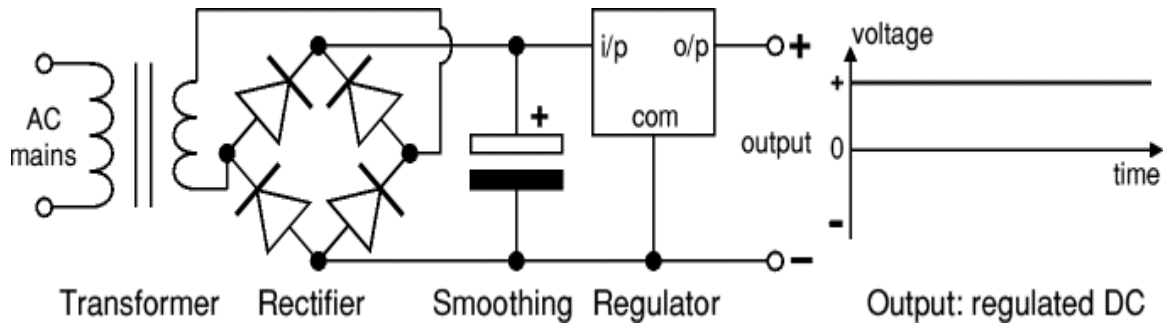 i/p o/p
com
AC
mains
+
+
−
output
voltage
+
0
-
time
Transformer Rectifier Smoothing Regulator Output: regulated DC